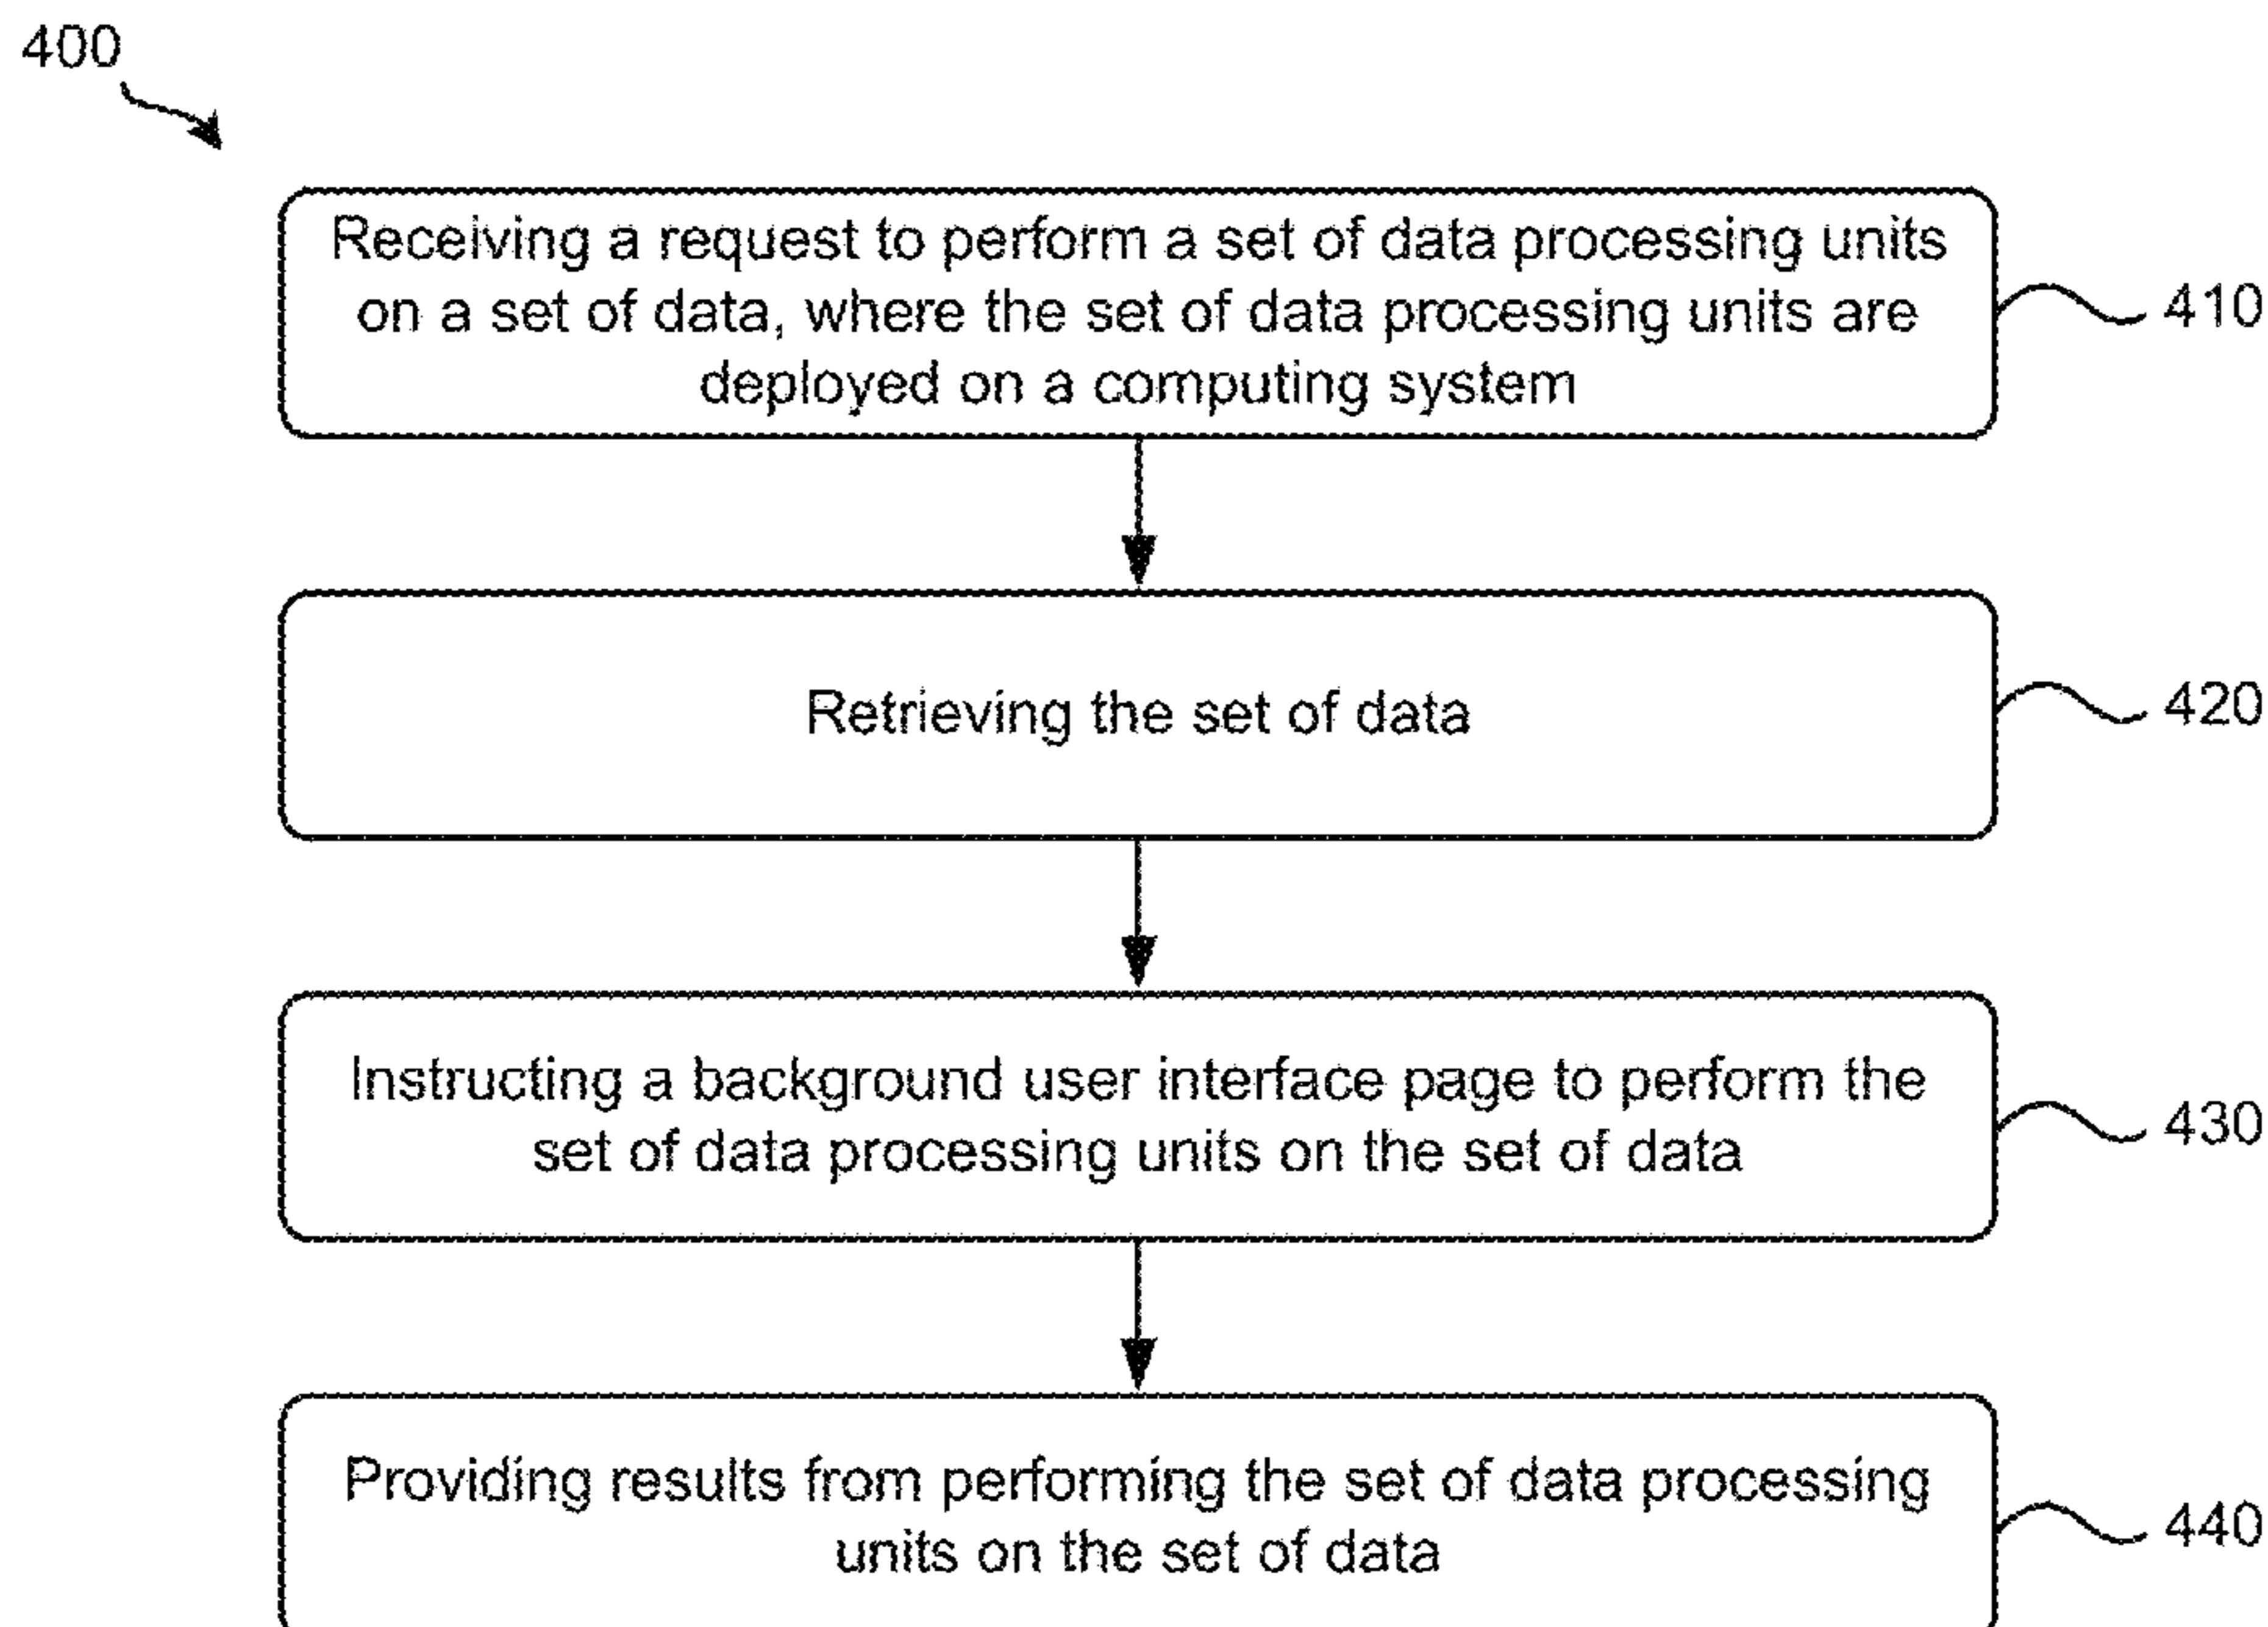 400
Receiving a request to perform a set of data processing units
on a set of data, where the set of data processing units are
deployed on a computing system
410
Retrieving the set of data
420
Instructing a background user interface page to perform the
set of data processing units on the set of data
430
Providing results from performing the set of data processing
units on the set of data
440